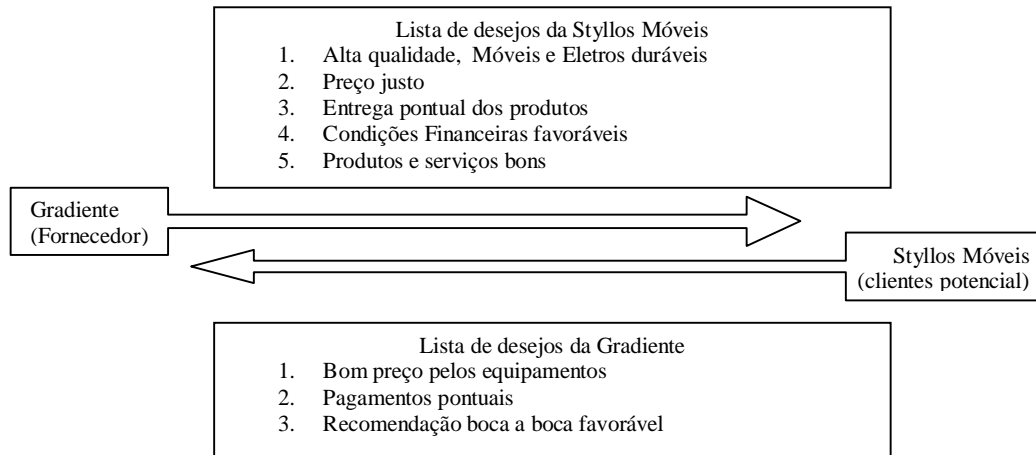 Lista de desejos da Styllos Móveis
1. Alta qualidade, Móveis e Eletros duráveis
2. Preço justo
3. Entrega pontual dos produtos
4. Condições Financeiras favoráveis
5. Produtos e serviços bons
Gradiente
(Fornecedor)
Styllos Móveis
(clientes potencial)
Lista de desejos da Gradiente
1. Bom preço pelos equipamentos
2. Pagamentos pontuais
3. Recomendação boca a boca favorável